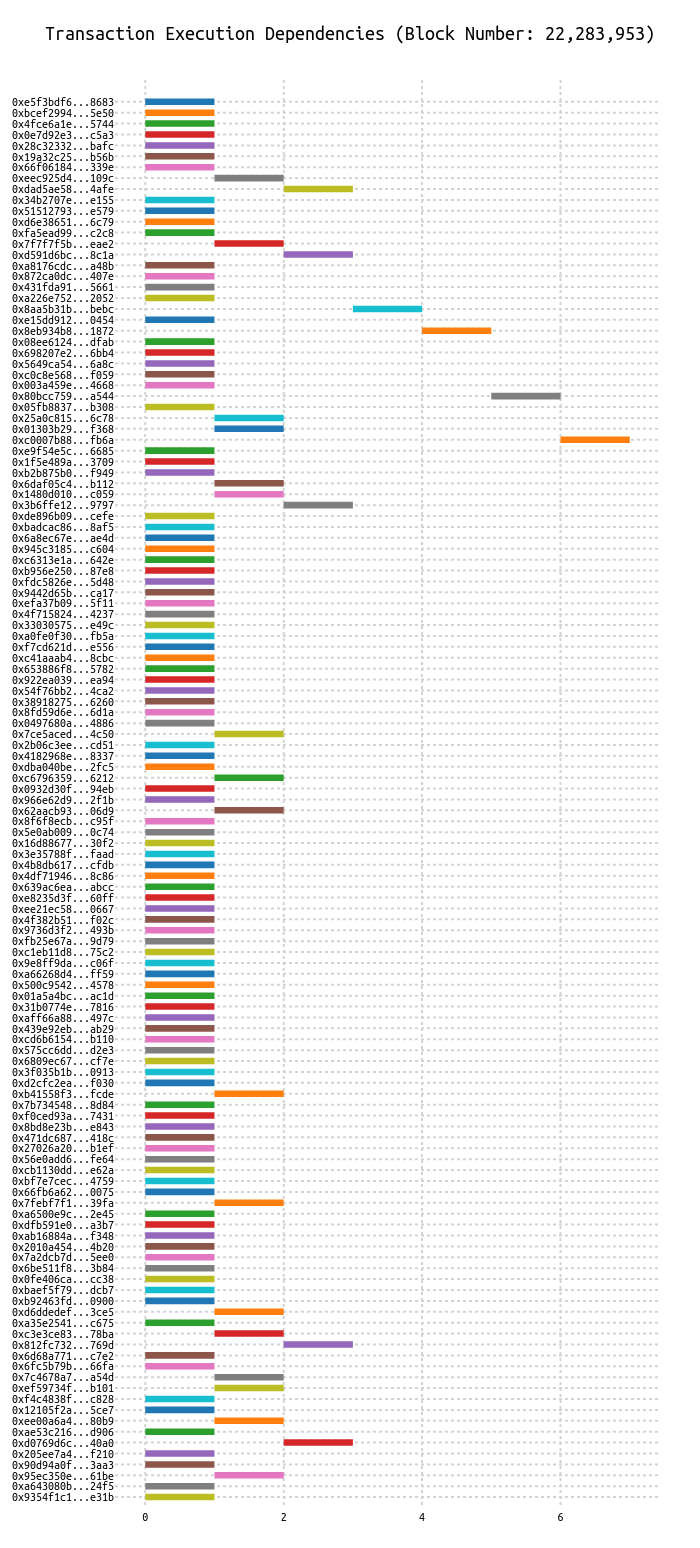 Transaction Execution Dependencies (Block Number: 22,283,953)
0xe5f3bdf6...8683
0xbcef2994...5e50
0x4fce6a1e...5744
0x0e7d92e3...c5a3
0x28c32332...bafc
0x19a32c25...b56b
0x66f06184...339e
0xeec925d4...109c
0xdad5ae58...4afe
0x34b2707e...e155
0x51512793...e579
0xd6e38651...6c79
0xfa5ead99...c2c8
0x7f7f7f5b...eae2
0xd591d6bc...8c1a
0xa8176cdc...a48b
0x872ca0dc...407e
0x431fda91...5661
0xa226e752...2052
0x8aa5b31b...bebc
0xe15dd912...0454
0x8eb934b8...1872
0x08ee6124...dfab
0x698207e2...6bb4
0x5649ca54...6a8c
0xc0c8e568...f059
0x003a459e...4668
0x80bcc759...a544
0x05fb8837...b308
0x25a0c815...6c78
0x01303b29...f368
0xc0007b88...fb6a
0xe9f54e5c...6685
0x1f5e489a...3709
0xb2b875b0...f949
0x6daf05c4...b112
0x1480d010...c059
0x3b6ffe12...9797
0xde896b09...cefe
0xbadcac86...8af5
0x6a8ec67e...ae4d
0x945c3185...c604
0xc6313e1a...642e
0xb956e250...87e8
0xfdc5826e...5d48
0x9442d65b...ca17
0xefa37b09...5f11
0x4f715824...4237
0x33030575...e49c
0xa0fe0f30...fb5a
0xf7cd621d...e556
0xc41aaab4...8cbc
0x653886f8...5782
0x922ea039...ea94
0x54f76bb2...4ca2
0x38918275...6260
0x8fd59d6e...6d1a
0x0497680a...4886
0x7ce5aced...4c50
0x2b06c3ee...cd51
0x4182968e...8337
0xdba040be...2fc5
0xc6796359...6212
0x0932d30f...94eb
0x966e62d9...2f1b
0x62aacb93...06d9
0x8f6f8ecb...c95f
0x5e0ab009...0c74
0x16d88677...30f2
0x3e35788f...faad
0x4b8db617...cfdb
0x4df71946...8c86
0x639ac6ea...abcc
0xe8235d3f...60ff
0xee21ec58...0667
0x4f382b51...f02c
0x9736d3f2...493b
0xfb25e67a...9d79
0xc1eb11d8...75c2
0x9e8ff9da...c06f
0xa66268d4...ff59
0x500c9542...4578
0x01a5a4bc...ac1d
0x31b0774e...7816
0xaff66a88...497c
0x439e92eb...ab29
0xcd6b6154...b110
0x575cc6dd...d2e3
0x6809ec67...cf7e
0x3f035b1b...0913
0xd2cfc2ea...f030
0xb41558f3...fcde
0x7b734548...8d84
0xf0ced93a...7431
0x8bd8e23b...e843
0x471dc687...418c
0x27026a20...b1ef
0x56e0add6...fe64
0xcb1130dd...e62a
0xbf7e7cec...4759
0x66fb6a62...0075
0x7febf7f1...39fa
0xa6500e9c...2e45
0xdfb591e0...a3b7
0xab16884a...f348
0x2010a454...4b20
0x7a2dcb7d...5ee0
0x6be511f8...3b84
0x0fe406ca...cc38
0xbaef5f79...dcb7
0xb92463fd...0900
0xd6ddedef...3ce5
0xa35e2541...c675
0xc3e3ce83...78ba
0x812fc732...769d
0x6d68a771...c7e2
0x6fc5b79b...66fa
0x7c4678a7...a54d
0xef59734f...b101
0xf4c4838f...c828
0x12105f2a...5ce7
0xee00a6a4...80b9
0xae53c216...d906
0xd0769d6c...40a0
0x205ee7a4...f210
0x90d94a0f...3aa3
0x95ec350e...61be
0xa643080b...24f5
0x9354f1c1...e31b
0 2 4 6